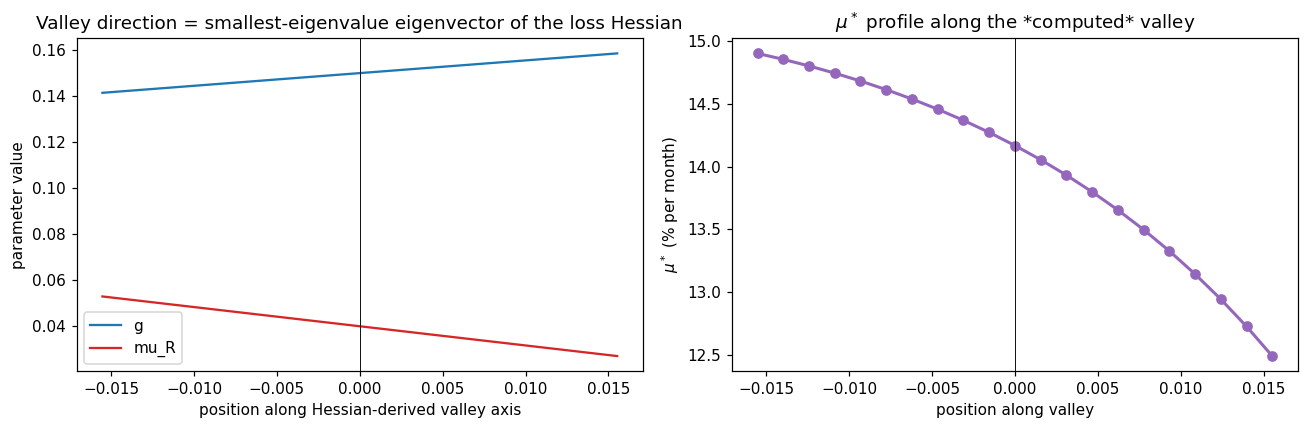 Valley direction = smallest-eigenvalue eigenvector of the loss Hessian
0.16
0.14
0.12
0.10
0.08
0.06
0.04
parameter value
g
mu_R
−0.015 −0.010 −0.005 0.000 0.005 0.010 0.015
position along Hessian-derived valley axis
μ* profile along the *computed* valley
15.0
14.5
14.0
13.5
13.0
12.5
μ* (% per month)
−0.015 −0.010 −0.005 0.000 0.005 0.010 0.015
position along valley